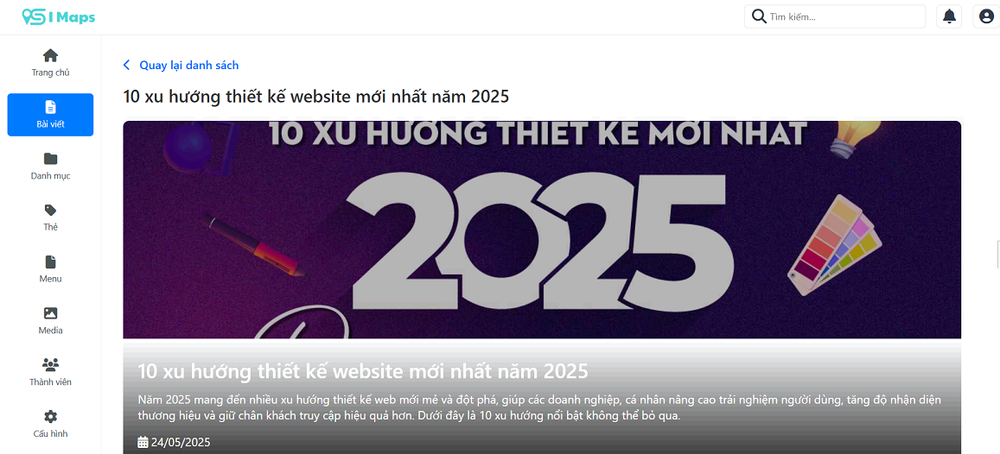 SI Maps
Tìm kiếm...
Trang chủ
Bài viết
Danh mục
Thẻ
Menu
Media
Thành viên
Cấu hình
Quay lại danh sách
10 xu hướng thiết kế website mới nhất năm 2025
10 XU HƯỚNG THIẾT KẾ MỚI NHẤT
2025
10 xu hướng thiết kế website mới nhất năm 2025
Năm 2025 mang đến nhiều xu hướng thiết kế web mới mẻ và đột phá, giúp các doanh nghiệp, cá nhân nâng cao trải nghiệm người dùng, tăng độ nhận diện
thương hiệu và giữ chân khách truy cập hiệu quả hơn. Dưới đây là 10 xu hướng nổi bật không thể bỏ qua.
24/05/2025